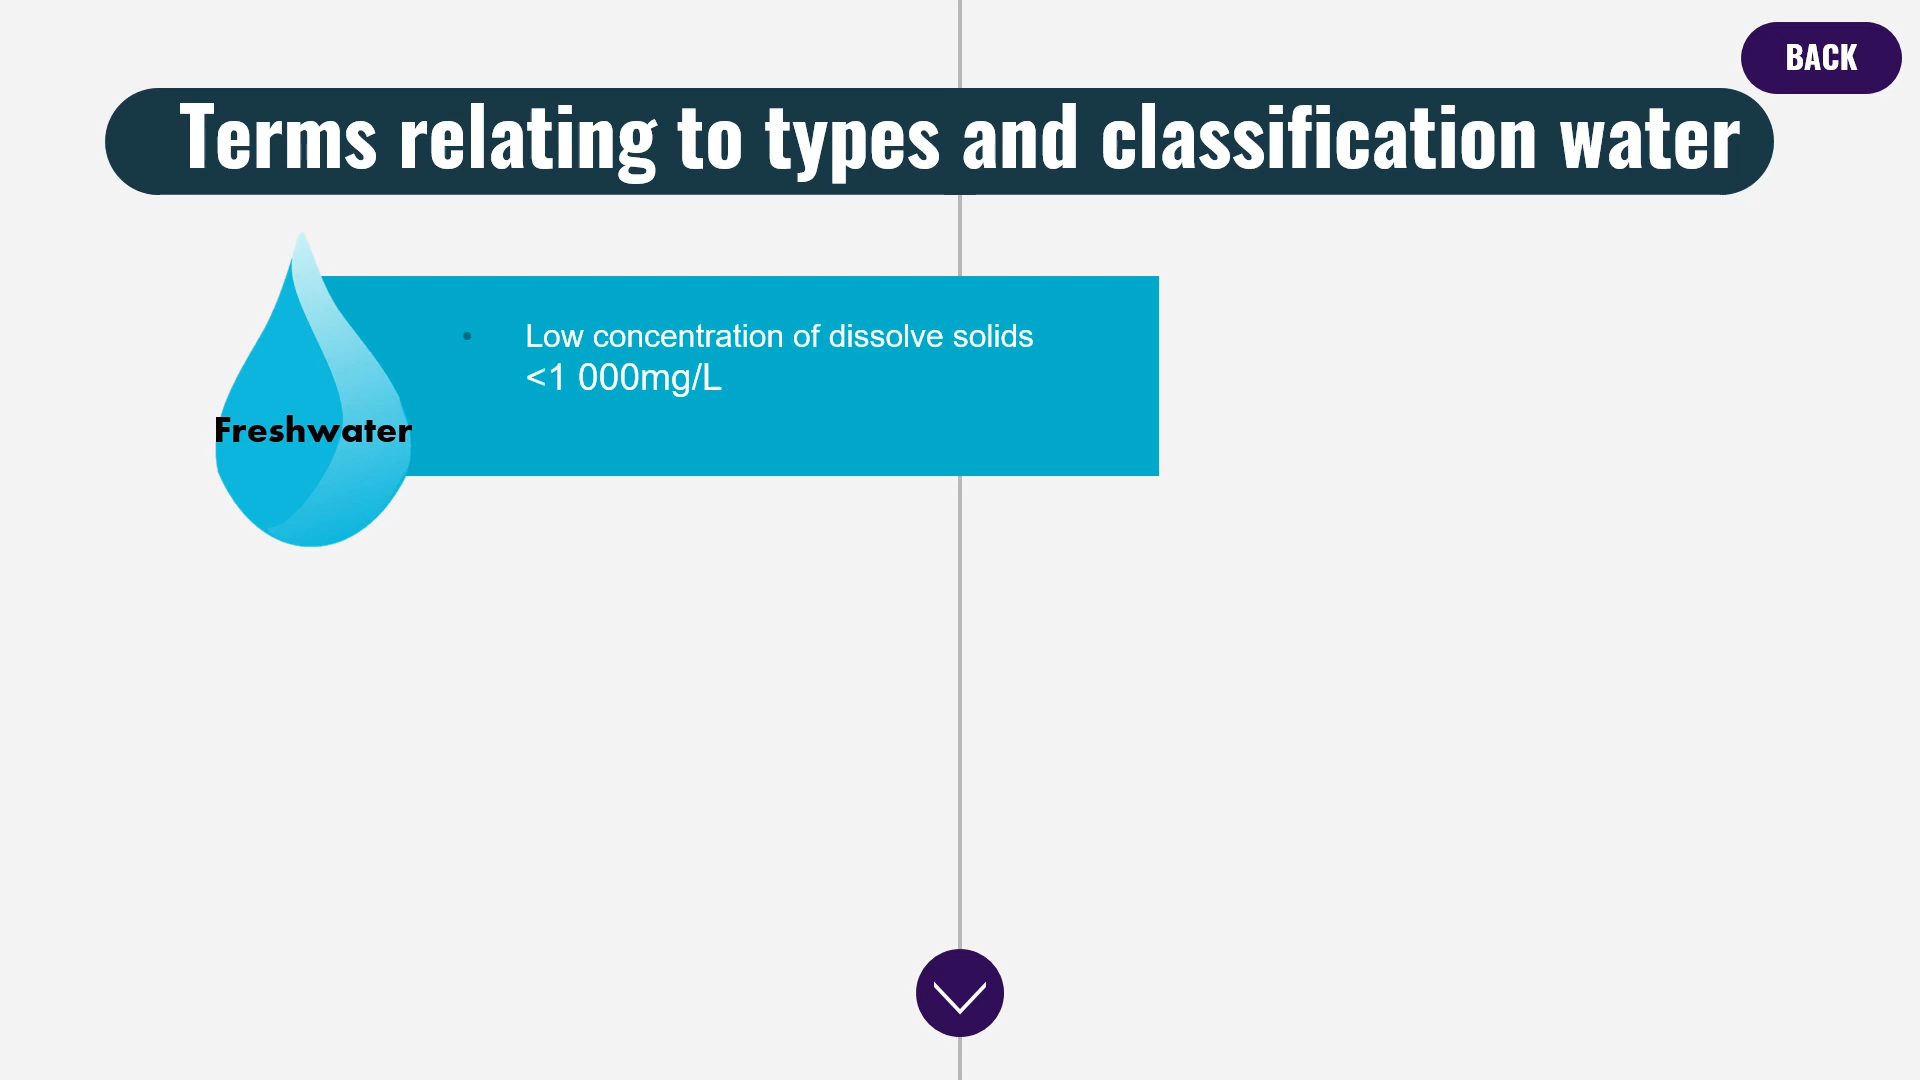 BACK
Terms relating to types and classification water
• Low concentration of dissolve solids
<1 000mg/L
Freshwater